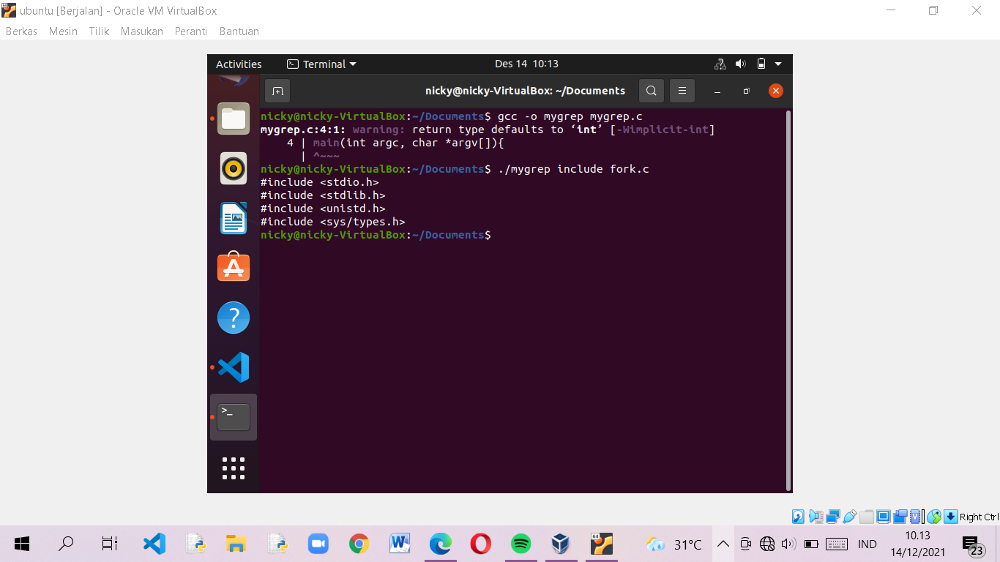 ubuntu [Berjalan] - Oracle VM VirtualBox
Berkas Mesin Tilik Masukan Peranti Bantuan
Activities Terminal Des 14 10:13
nicky@nicky-VirtualBox: ~/Documents
nicky@nicky-VirtualBox:~/Documents$ gcc -o mygrep mygrep.c
mygrep.c:4:1: warning: return type defaults to ‘int’ [-Wimplicit-int]
4 | main(int argc, char *argv[]){
| ^~~~
nicky@nicky-VirtualBox:~/Documents$ ./mygrep include fork.c
#include <stdio.h>
#include <stdlib.h>
#include <unistd.h>
#include <sys/types.h>
nicky@nicky-VirtualBox:~/Documents$
Right Ctrl
31°C IND 10.13
14/12/2021 23